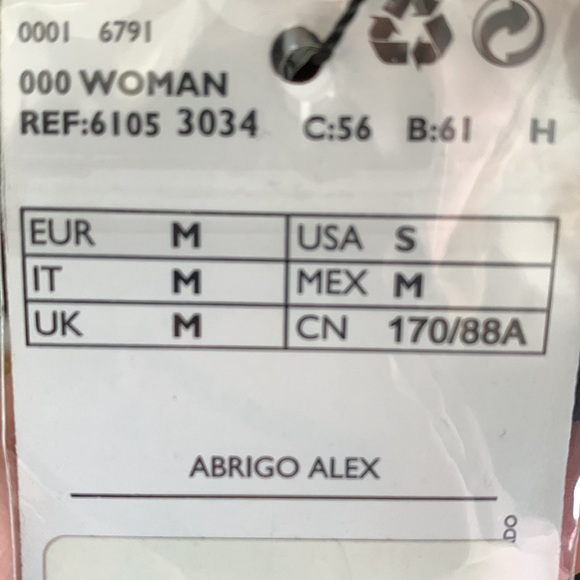 0001 6791
000 WOMAN
REF:6105 3034 C:56 B:61 H
EUR M USA S
IT M MEX M
UK M CN 170/88A
ABRIGO ALEX